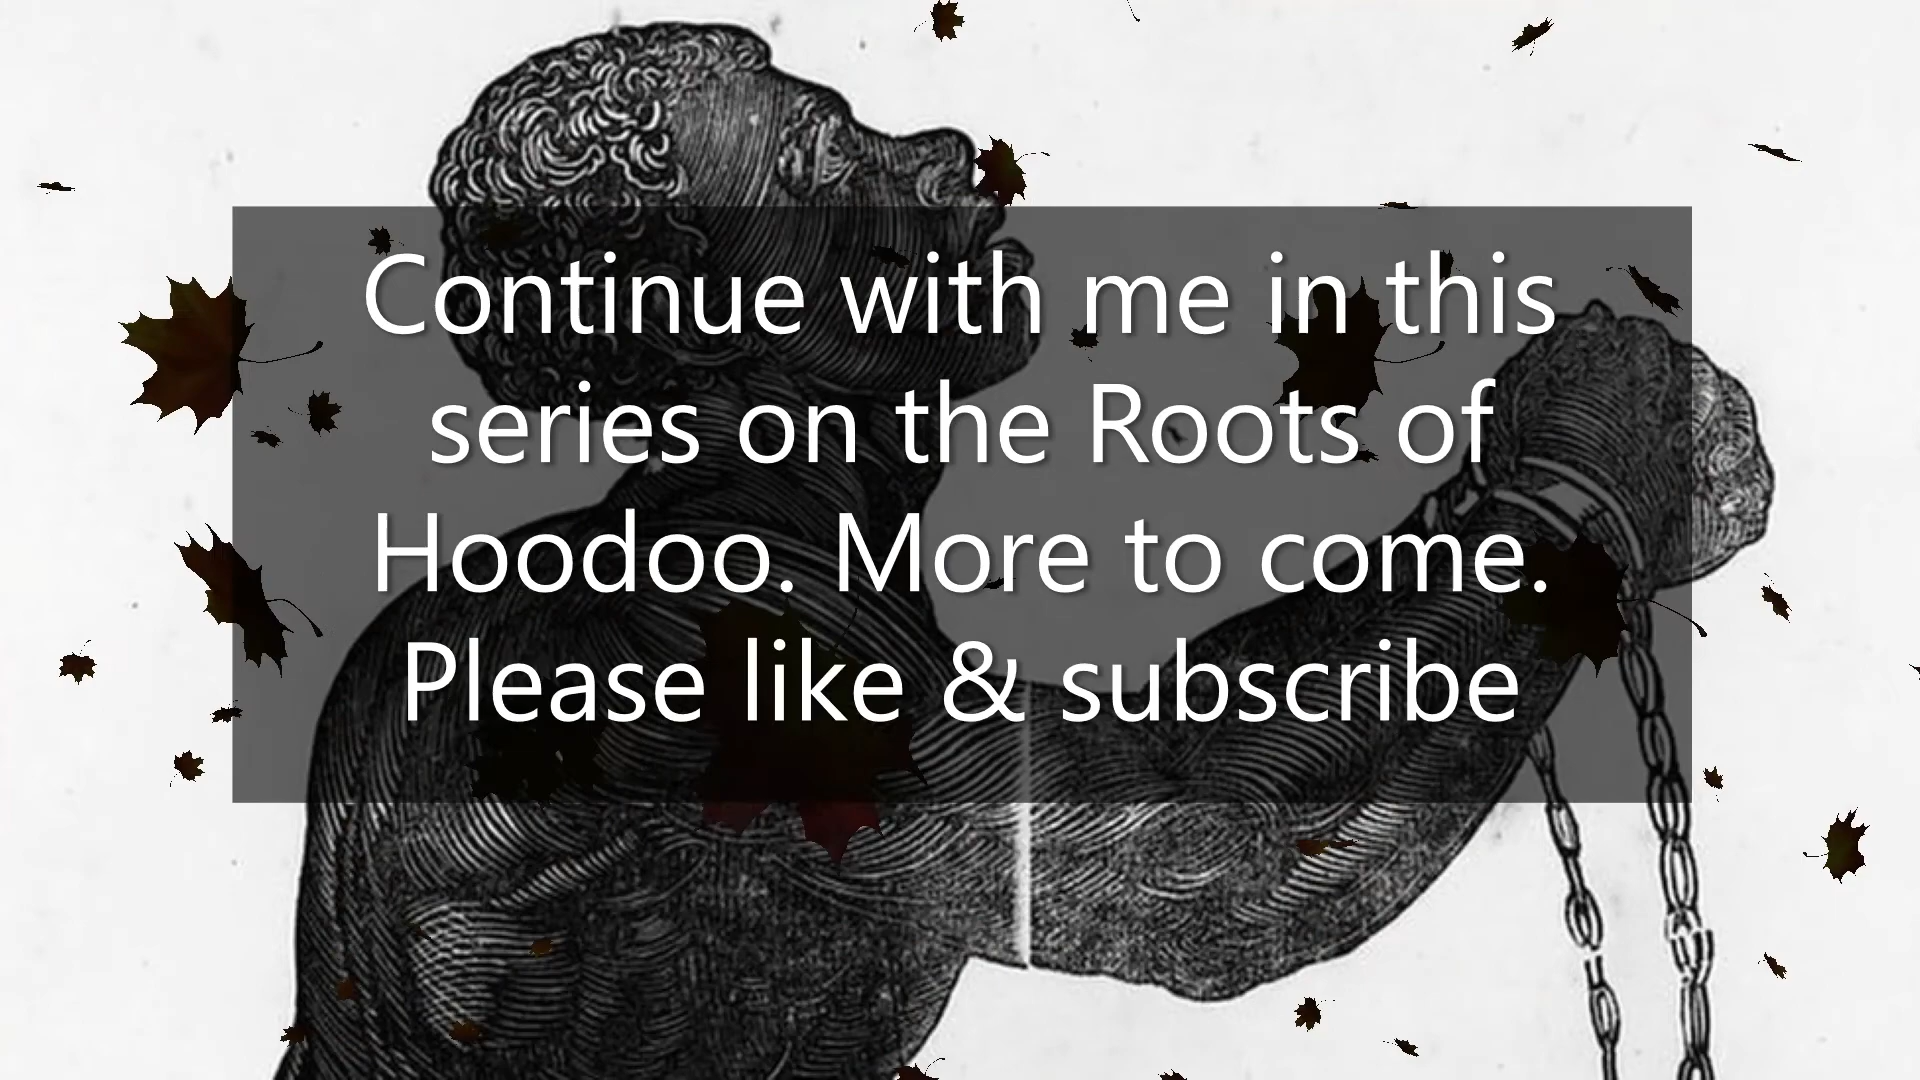 Continue with me in this
series on the Roots of
Hoodoo. More to come.
Please like & subscribe